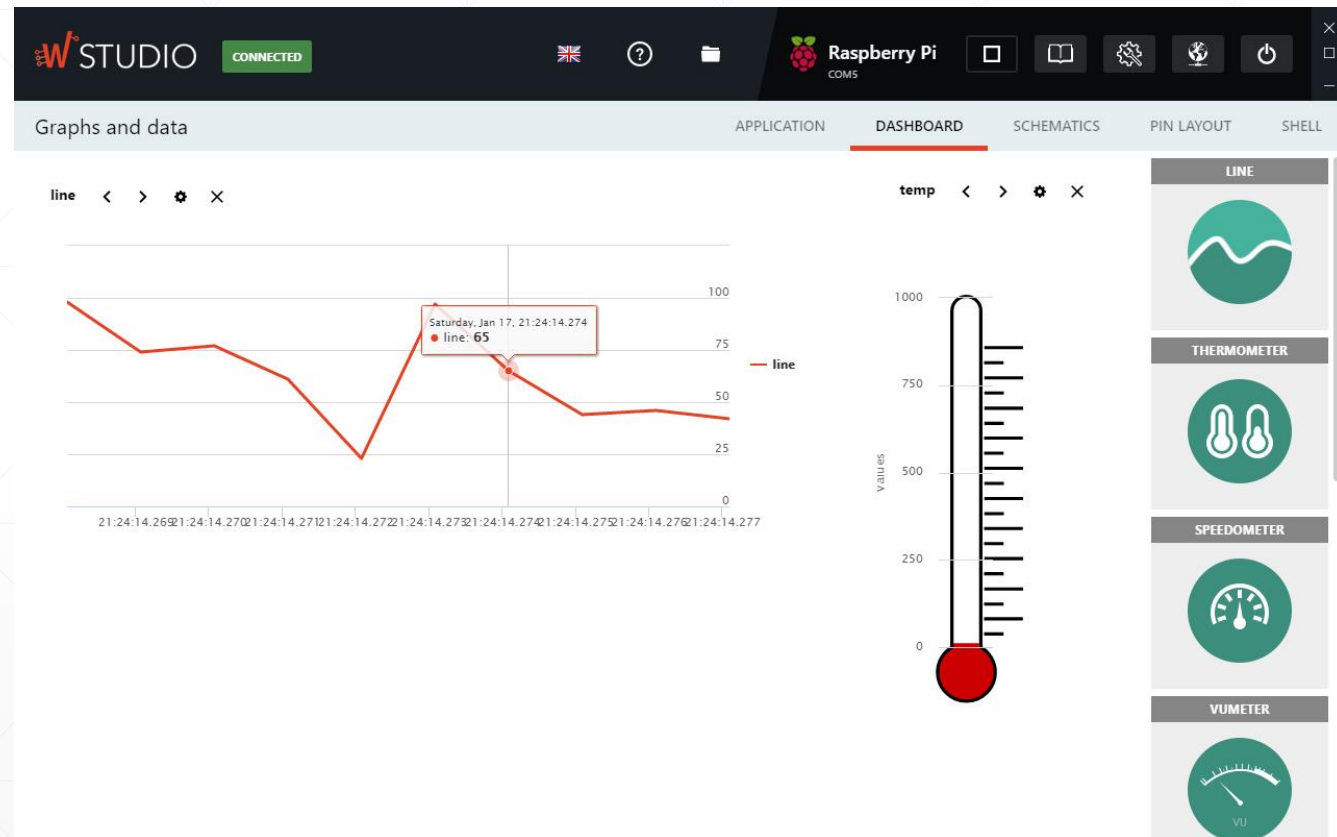 W STUDIO CONNECTED
Raspberry Pi
COM5
Graphs and data
APPLICATION DASHBOARD SCHEMATICS PIN LAYOUT SHELL
line
temp
100
75
50
25
0
Saturday, Jan 17, 21:24:14.274
line: 65
line
21:24:14.269 21:24:14.270 21:24:14.271 21:24:14.272 21:24:14.273 21:24:14.274 21:24:14.275 21:24:14.276 21:24:14.277
values
1000
750
500
250
0
LINE
THERMOMETER
SPEEDOMETER
VUMETER
VU